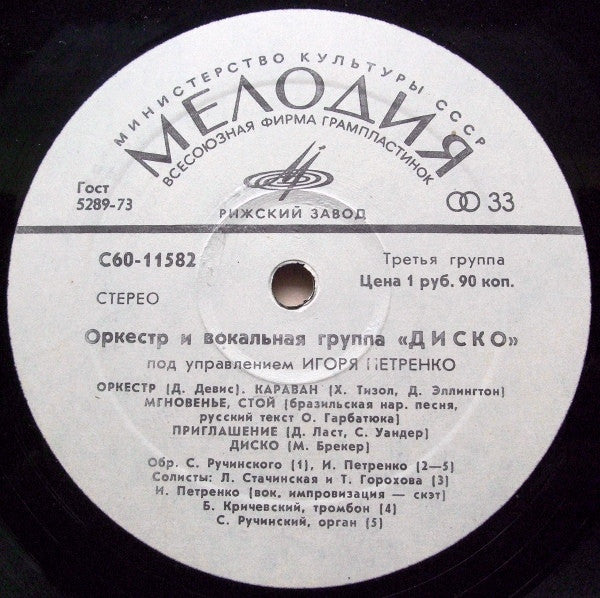 МИНИСТЕРСТВО КУЛЬТУРЫ СССР
МЕЛОДИЯ
ВСЕСОЮЗНАЯ ФИРМА ГРАМПЛАСТИНОК
Гост
5289-73
33
РИЖСКИЙ ЗАВОД
С60-11582
Третья группа
СТЕРЕО
Цена 1 руб. 90 коп.
Оркестр и вокальная группа «ДИСКО»
под управлением ИГОРЯ ПЕТРЕНКО
ОРКЕСТР (Д. Девис). КАРАВАН (Х. Тизол, Д. Эллингтон)
МГНОВЕНЬЕ, СТОЙ (бразильская нар. песня,
русский текст О. Гарбатюка)
ПРИГЛАШЕНИЕ (Д. Ласт, С. Уандер)
ДИСКО (М. Брекер)
Обр. С. Ручинского (1), И. Петренко (2—5)
Солисты: Л. Стачинская и Т. Горохова (3)
И. Петренко (вок. импровизация — скэт)
Б. Кричевский, тромбон (4)
С. Ручинский, орган (5)